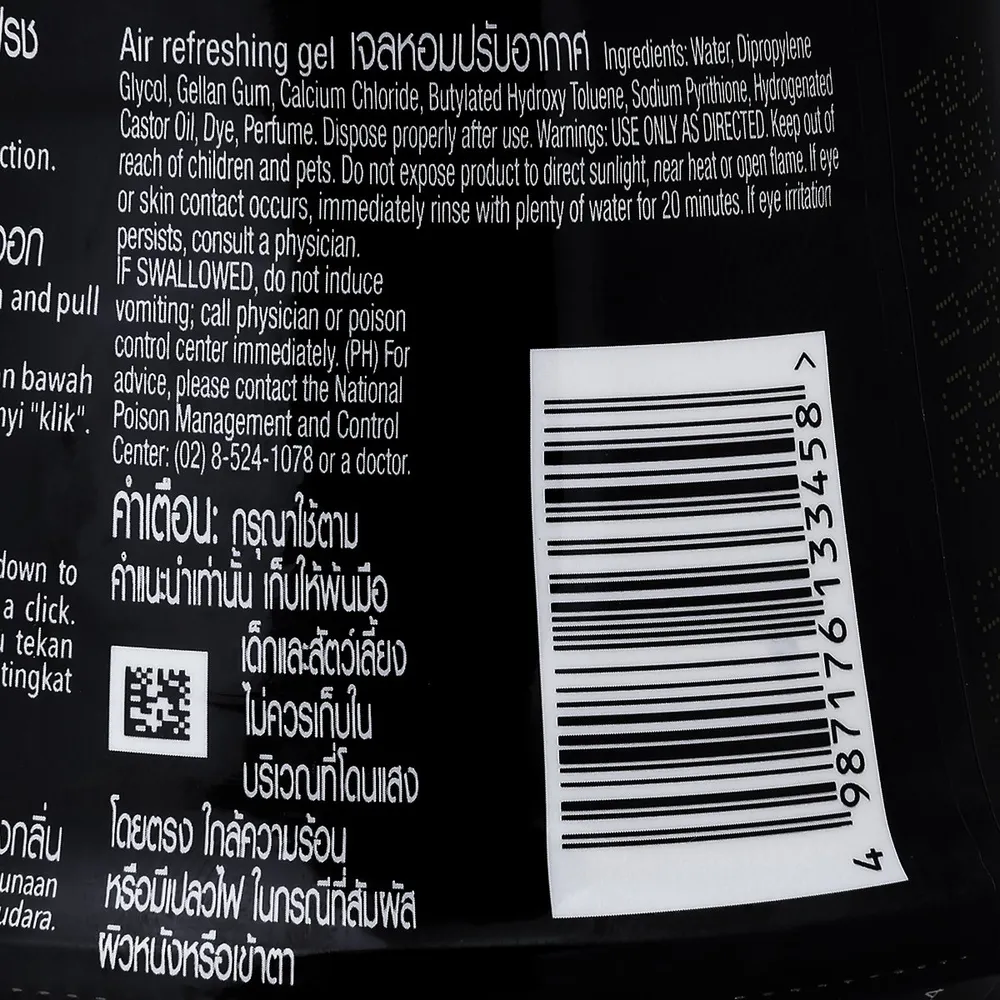 ปรช
ction.
and pull
n bawah
nyi "klik".
down to
a click.
u tekan
tingkat
งกลิ่น
unaan
udara.
Air refreshing gel เจลหอมปรับอากาศ Ingredients: Water, Dipropylene
Glycol, Gellan Gum, Calcium Chloride, Butylated Hydroxy Toluene, Sodium Pyrithione, Hydrogenated
Castor Oil, Dye, Perfume. Dispose properly after use. Warnings: USE ONLY AS DIRECTED. Keep out of
reach of children and pets. Do not expose product to direct sunlight, near heat or open flame. If eye
or skin contact occurs, immediately rinse with plenty of water for 20 minutes. If eye irritation
persists, consult a physician.
IF SWALLOWED, do not induce
vomiting; call physician or poison
control center immediately. (PH) For
advice, please contact the National
Poison Management and Control
Center: (02) 8-524-1078 or a doctor.
คำเตือน: กรุณาใช้ตาม
คำแนะนำเท่านั้น เก็บให้พ้นมือ
เด็กและสัตว์เลี้ยง
ไม่ควรเก็บใน
บริเวณที่โดนแสง
โดยตรง ใกล้ความร้อน
หรือมีเปลวไฟ ในกรณีที่สัมผัส
ผิวหนังหรือเข้าตา
4 987176 133458 >